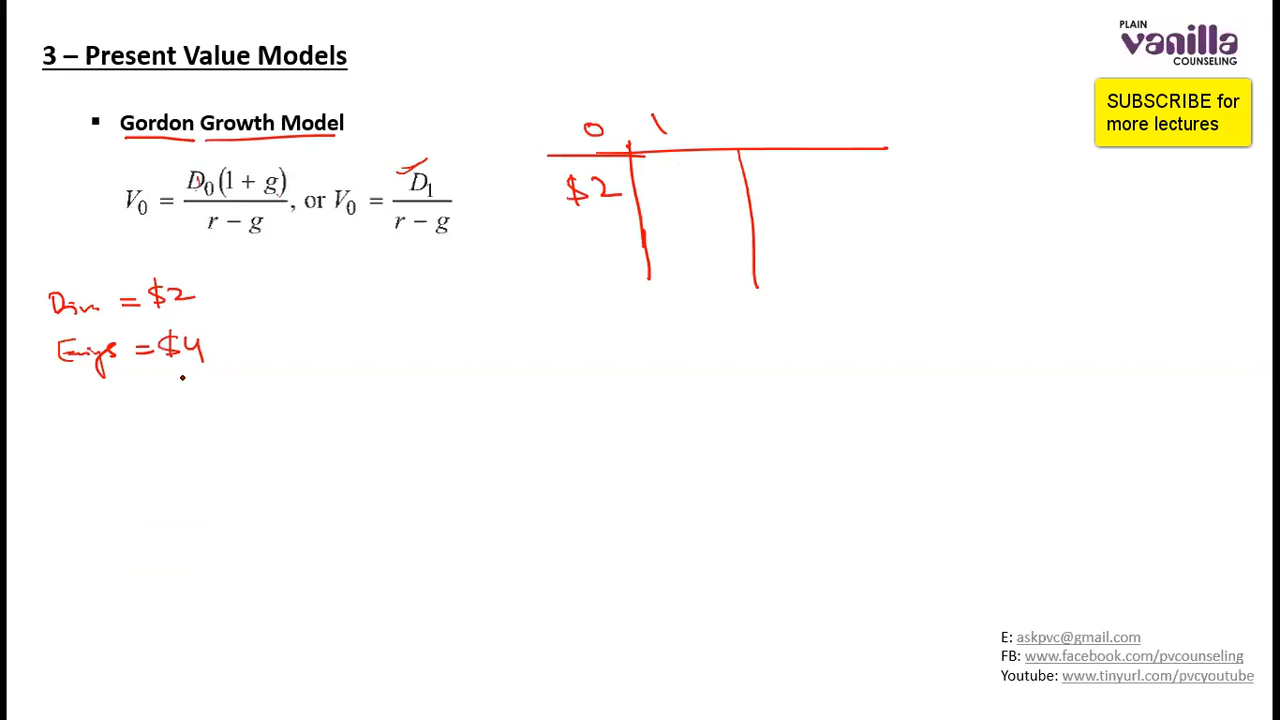 3 – Present Value Models
PLAIN
vanilla
COUNSELING
SUBSCRIBE for
more lectures
▪ Gordon Growth Model
V₀ = D₀(1 + g) / (r − g), or V₀ = D₁ / (r − g)
0 1
$2
Div = $2
= $4
E: askpvc@gmail.com
FB: www.facebook.com/pvcounseling
Youtube: www.tinyurl.com/pvcyoutube